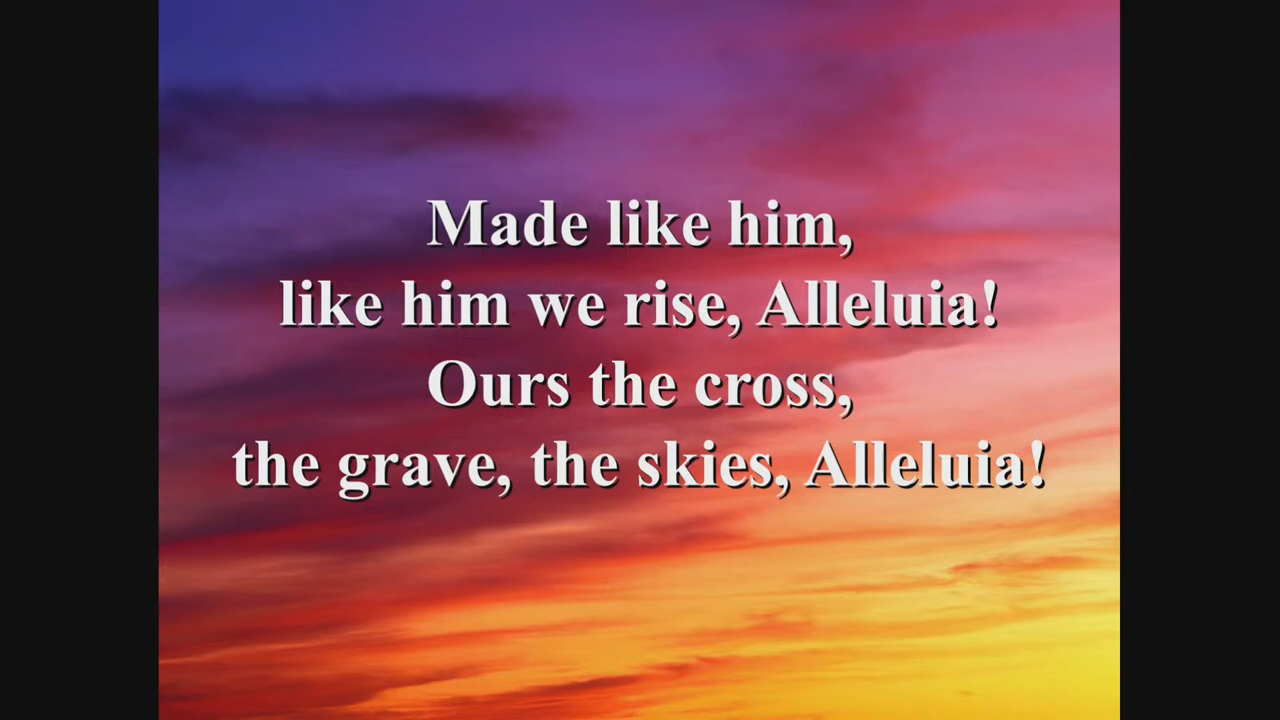 Made like him,
like him we rise, Alleluia!
Ours the cross,
the grave, the skies, Alleluia!